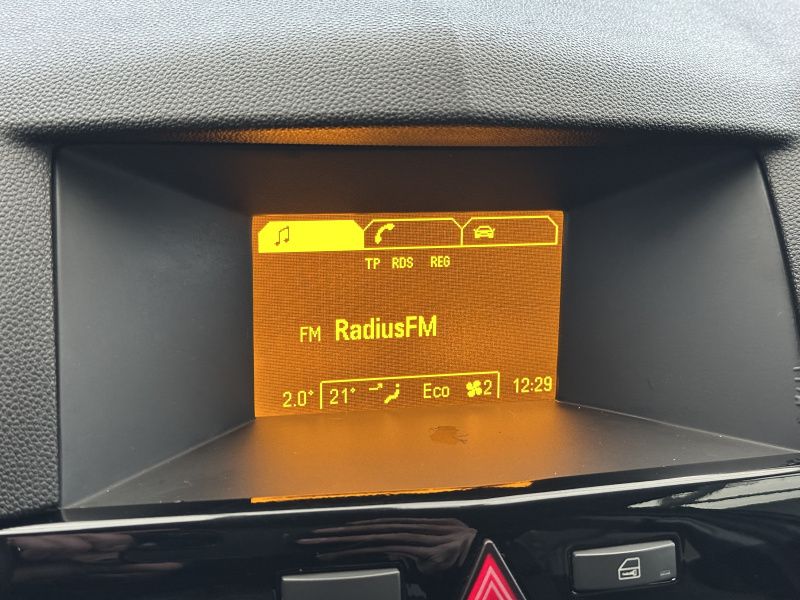 TP RDS REG
FM RadiusFM
2.0° 21° Eco 2 12:29